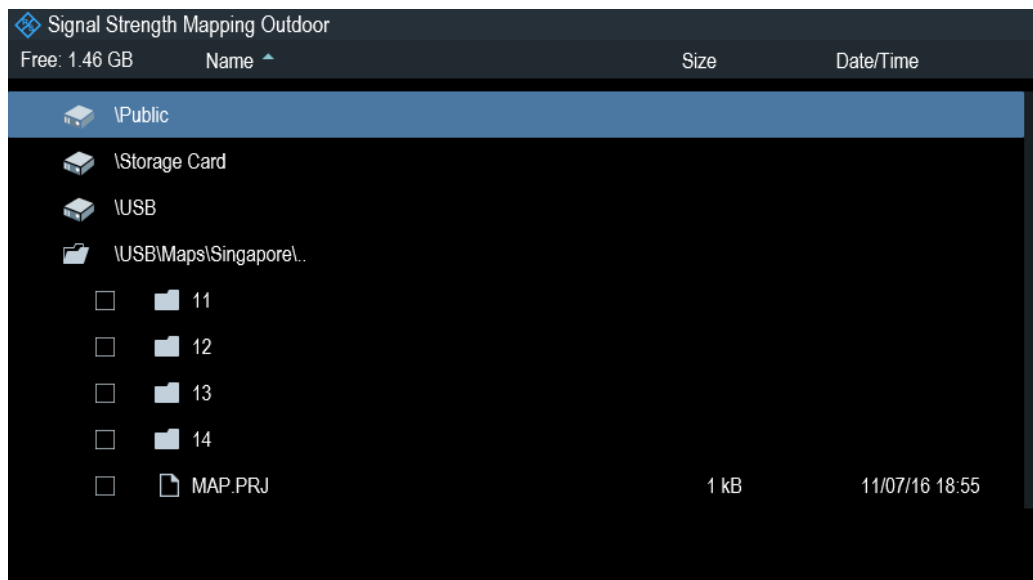 Signal Strength Mapping Outdoor
Free: 1.46 GB Name Size Date/Time
\Public
\Storage Card
\USB
\USB\Maps\Singapore\..
11
12
13
14
MAP.PRJ 1 kB 11/07/16 18:55